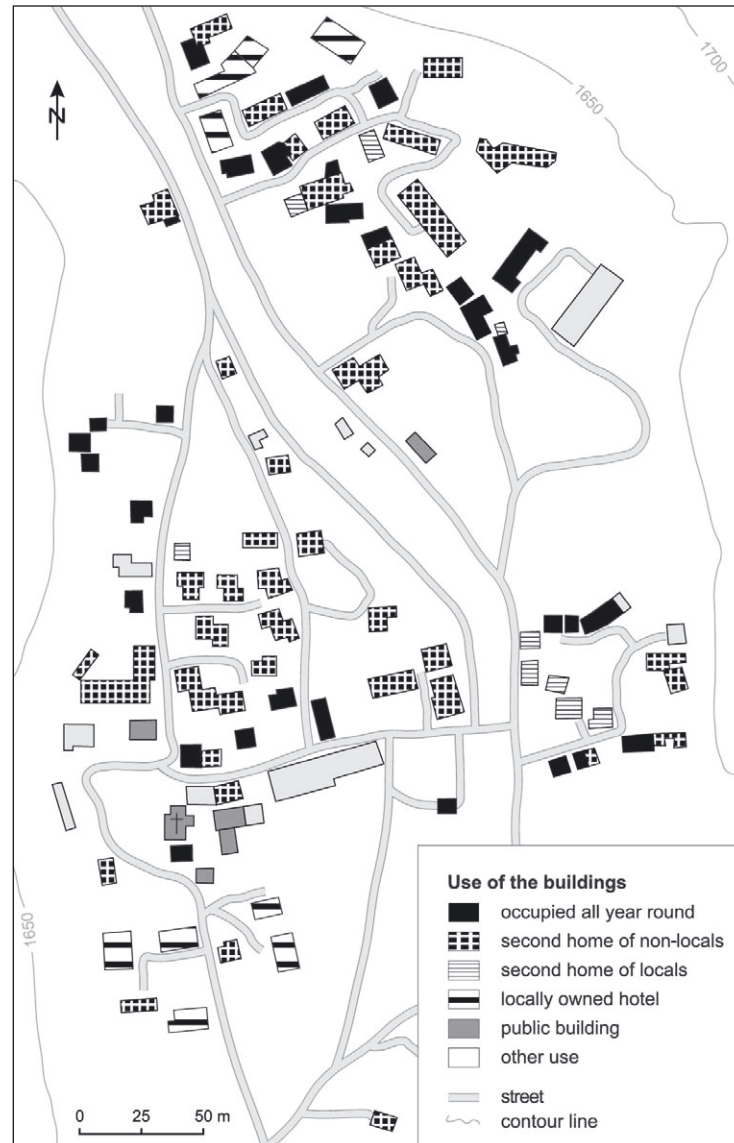 1700
1650
N
1650
Use of the buildings
occupied all year round
second home of non-locals
second home of locals
locally owned hotel
public building
other use
street
contour line
0 25 50 m